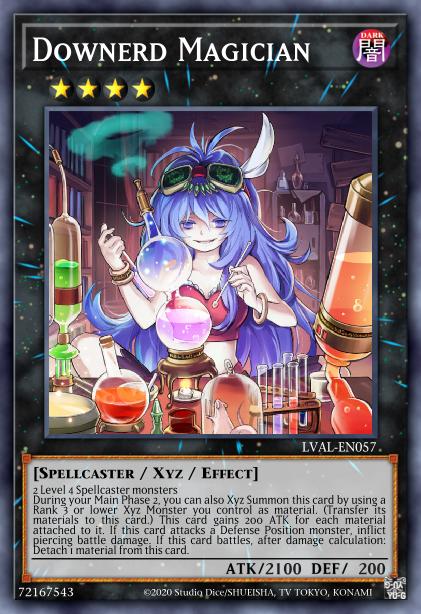 DOWNERD MAGICIAN
DARK
闇
LVAL-EN057
[SPELLCASTER / XYZ / EFFECT]
2 Level 4 Spellcaster monsters
During your Main Phase 2, you can also Xyz Summon this card by using a
Rank 3 or lower Xyz Monster you control as material. (Transfer its
materials to this card.) This card gains 200 ATK for each material
attached to it. If this card attacks a Defense Position monster, inflict
piercing battle damage. If this card battles, after damage calculation:
Detach 1 material from this card.
ATK/2100 DEF/ 200
72167543
©2020 Studio Dice/SHUEISHA, TV TOKYO, KONAMI